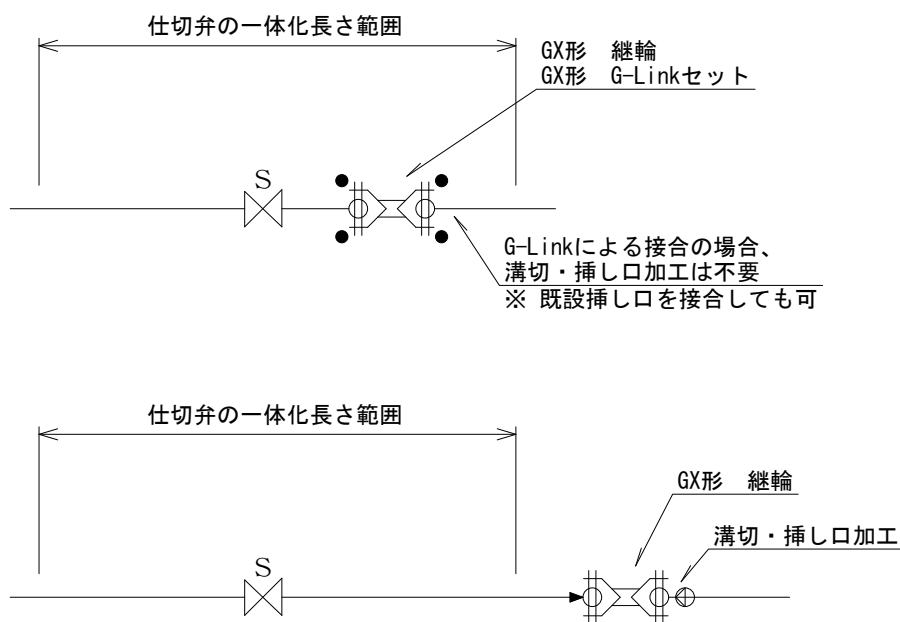 仕切弁の一体化長さ範囲
GX形　継輪
GX形　G-Linkセット
S
G-Linkによる接合の場合、
溝切・挿し口加工は不要
※ 既設挿し口を接合しても可
仕切弁の一体化長さ範囲
GX形　継輪
溝切・挿し口加工
S